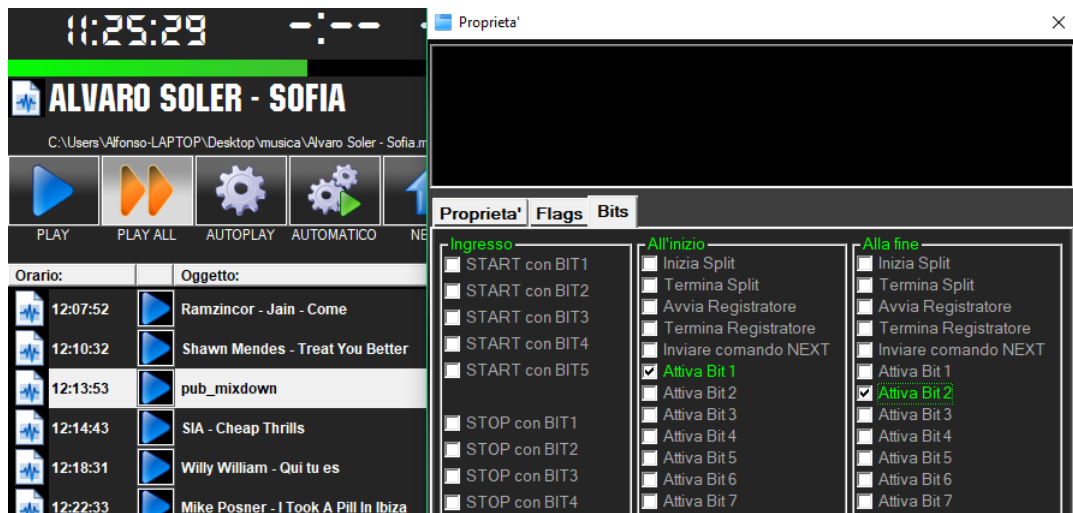 11:25:29 -:--
ALVARO SOLER - SOFIA
C:\Users\Alfonso-LAPTOP\Desktop\musica\Alvaro Soler - Sofia.m
PLAY PLAY ALL AUTOPLAY AUTOMATICO NE
Orario: Oggetto:
12:07:52 Ramzincor - Jain - Come
12:10:32 Shawn Mendes - Treat You Better
12:13:53 pub_mixdown
12:14:43 SIA - Cheap Thrills
12:18:31 Willy William - Qui tu es
12:22:33 Mike Posner - I Took A Pill In Ibiza
Proprieta'
Proprieta' Flags Bits
Ingresso
START con BIT1
START con BIT2
START con BIT3
START con BIT4
START con BIT5
STOP con BIT1
STOP con BIT2
STOP con BIT3
STOP con BIT4
All'inizio
Inizia Split
Termina Split
Avvia Registratore
Termina Registratore
Inviare comando NEXT
Attiva Bit 1
Attiva Bit 2
Attiva Bit 3
Attiva Bit 4
Attiva Bit 5
Attiva Bit 6
Attiva Bit 7
Alla fine
Inizia Split
Termina Split
Avvia Registratore
Termina Registratore
Inviare comando NEXT
Attiva Bit 1
Attiva Bit 2
Attiva Bit 3
Attiva Bit 4
Attiva Bit 5
Attiva Bit 6
Attiva Bit 7